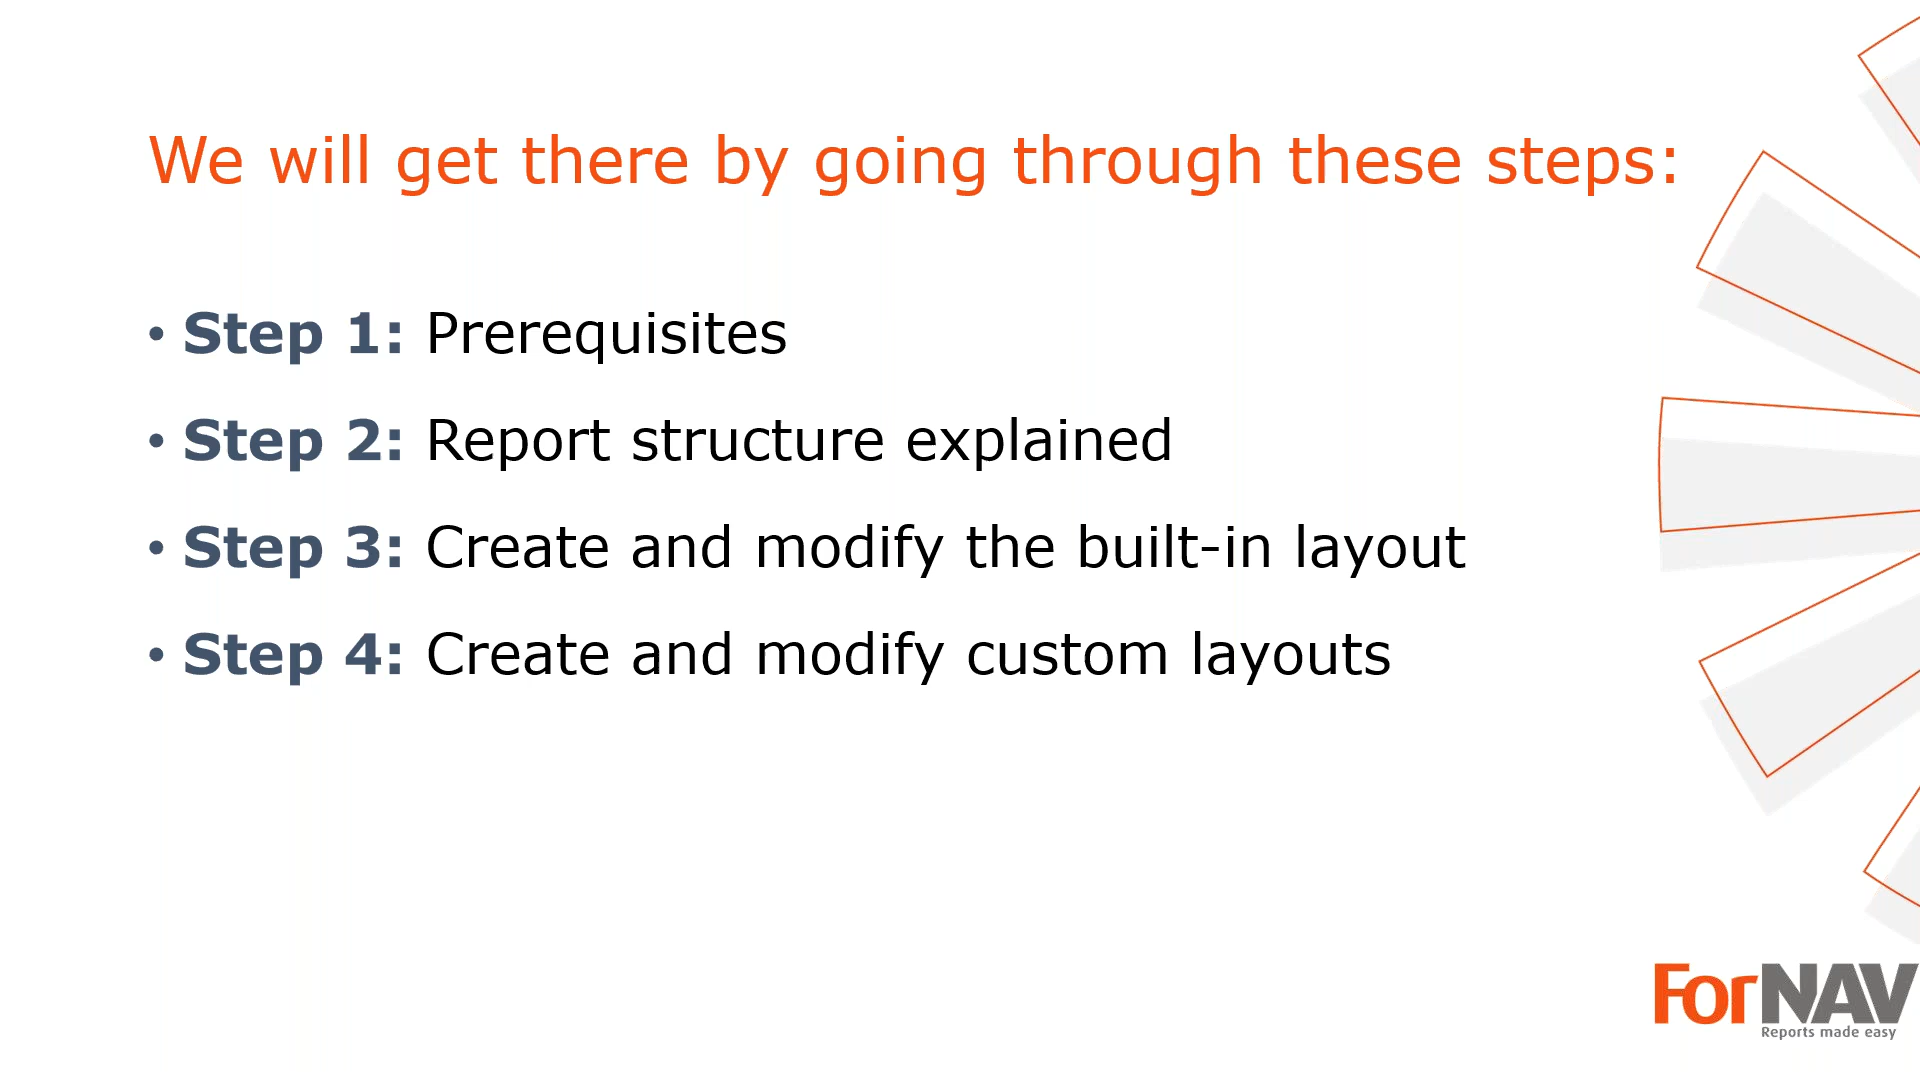 We will get there by going through these steps:
• Step 1: Prerequisites
• Step 2: Report structure explained
• Step 3: Create and modify the built-in layout
• Step 4: Create and modify custom layouts
ForNAV
Reports made easy